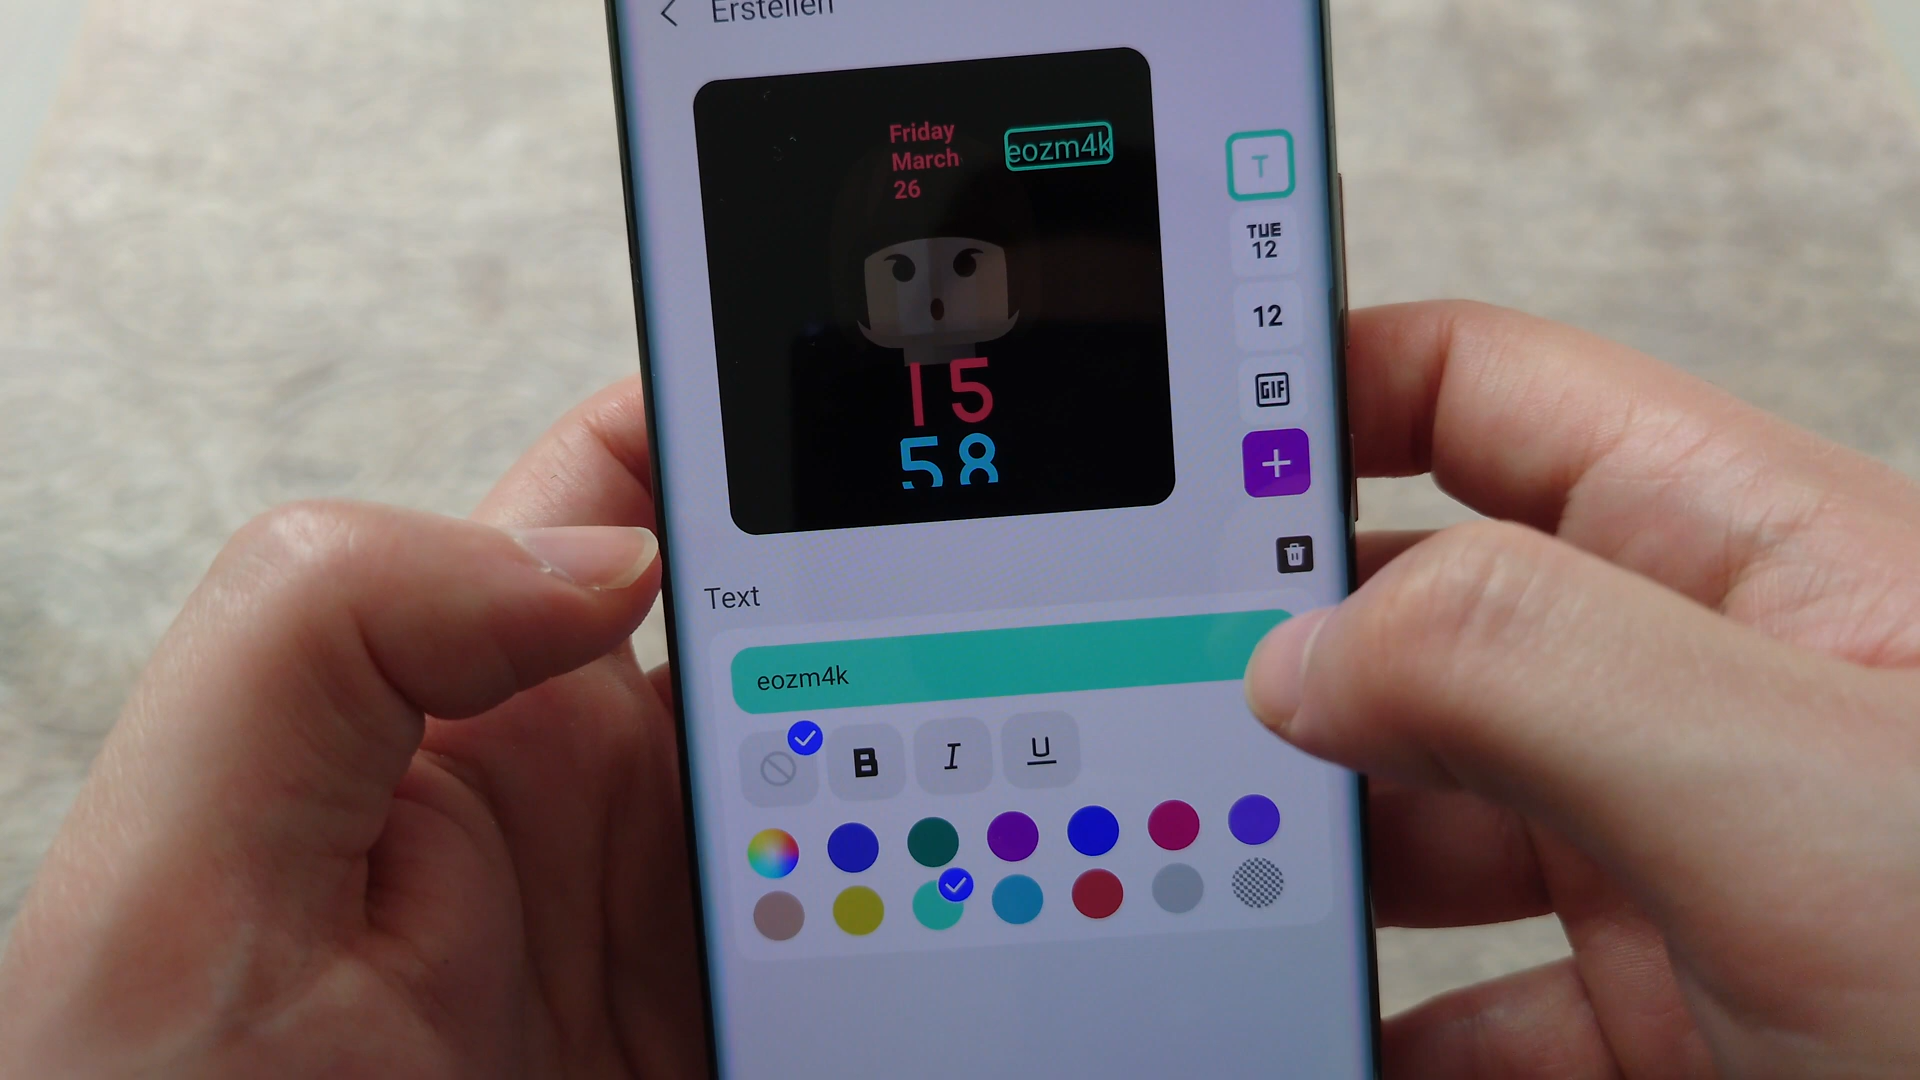 Erstellen
Friday
March
26
eozm4k
15
58
T
TUE
12
12
GIF
Text
eozm4k
B I U